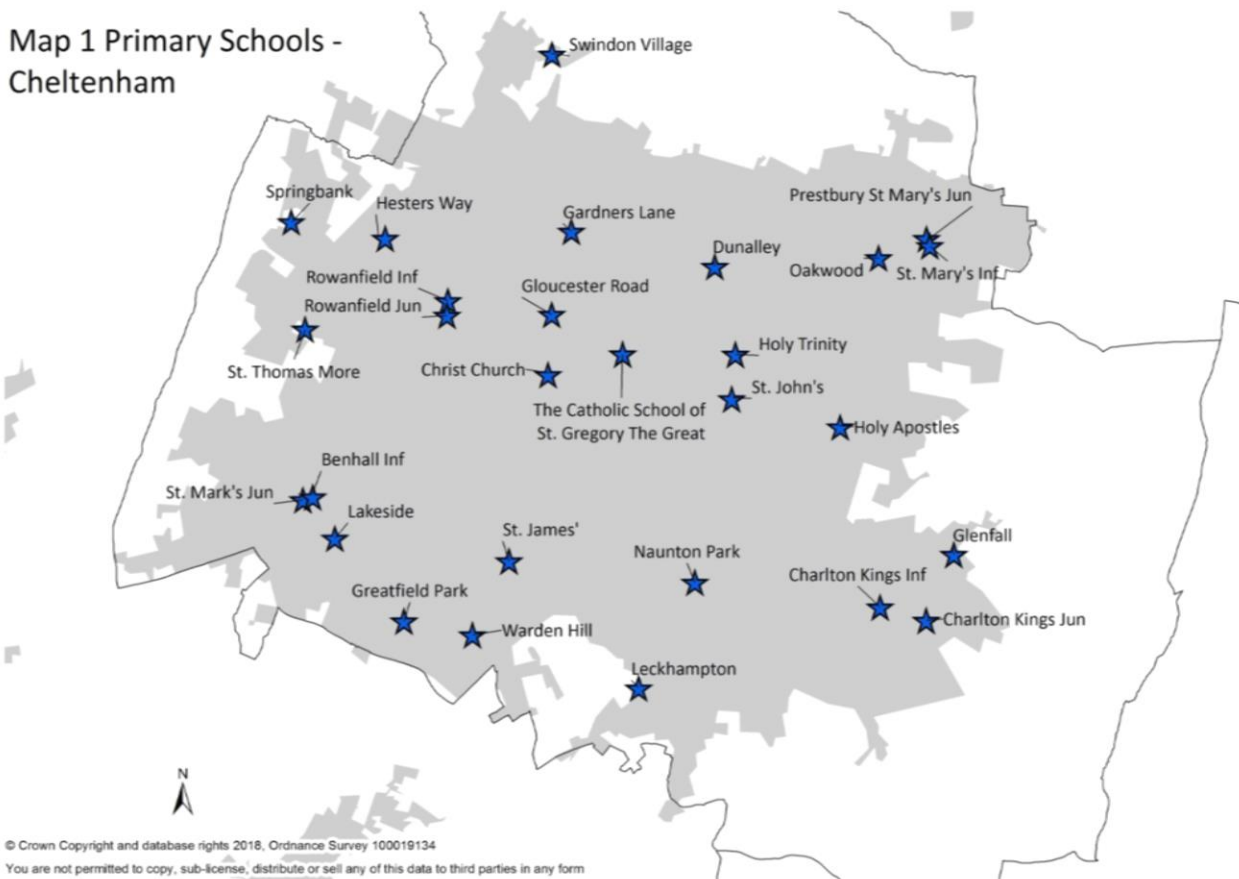 Map 1 Primary Schools -
Cheltenham
Swindon Village
Springbank
Hesters Way
Gardners Lane
Prestbury St Mary's Jun
Dunalley
Oakwood
St. Mary's Inf
Rowanfield Inf
Rowanfield Jun
Gloucester Road
St. Thomas More
Christ Church
Holy Trinity
St. John's
The Catholic School of
St. Gregory The Great
Holy Apostles
Benhall Inf
St. Mark's Jun
Lakeside
St. James'
Naunton Park
Glenfall
Charlton Kings Inf
Greatfield Park
Charlton Kings Jun
Warden Hill
Leckhampton
N
© Crown Copyright and database rights 2018, Ordnance Survey 100019134
You are not permitted to copy, sub-license, distribute or sell any of this data to third parties in any form